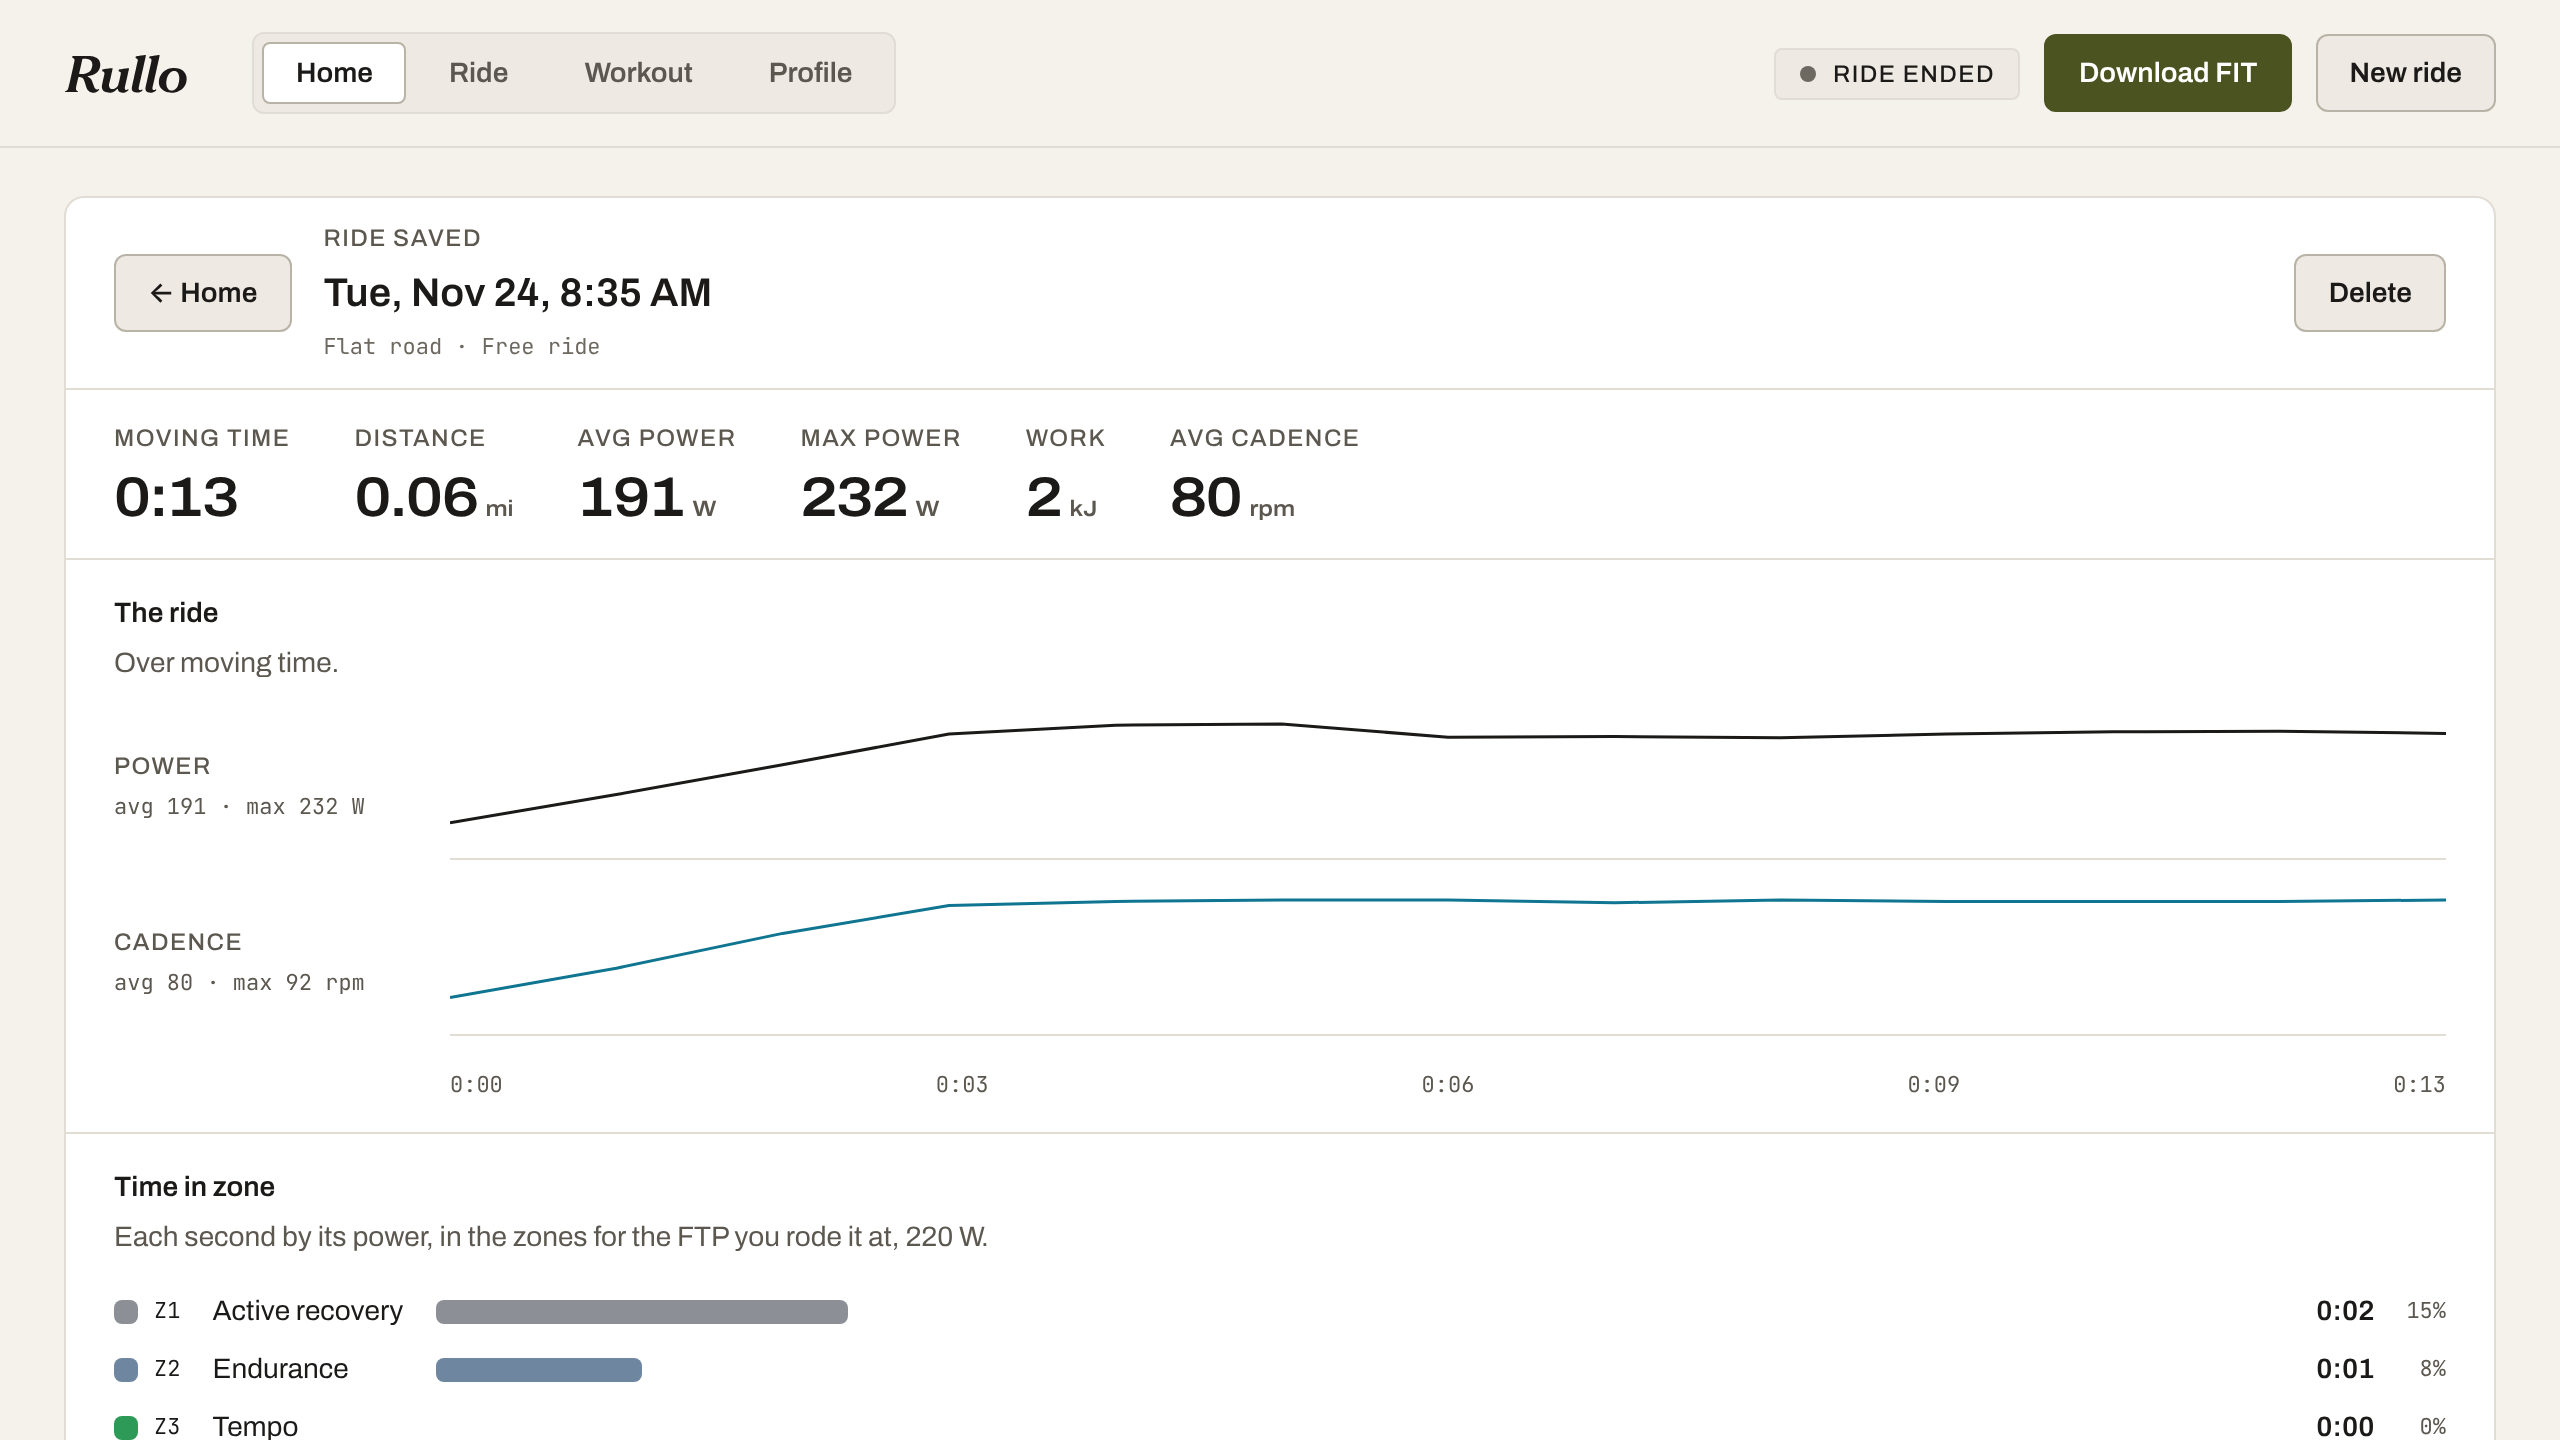 Rullo
Home
Ride
Workout
Profile
RIDE ENDED
Download FIT
New ride
← Home
RIDE SAVED
Tue, Nov 24, 8:35 AM
Flat road · Free ride
Delete
MOVING TIME
0:13
DISTANCE
0.06 mi
AVG POWER
191 W
MAX POWER
232 W
WORK
2 kJ
AVG CADENCE
80 rpm
The ride
Over moving time.
POWER
avg 191 · max 232 W
CADENCE
avg 80 · max 92 rpm
0:00
0:03
0:06
0:09
0:13
Time in zone
Each second by its power, in the zones for the FTP you rode it at, 220 W.
Z1 Active recovery 0:02 15%
Z2 Endurance 0:01 8%
Z3 Tempo 0:00 0%